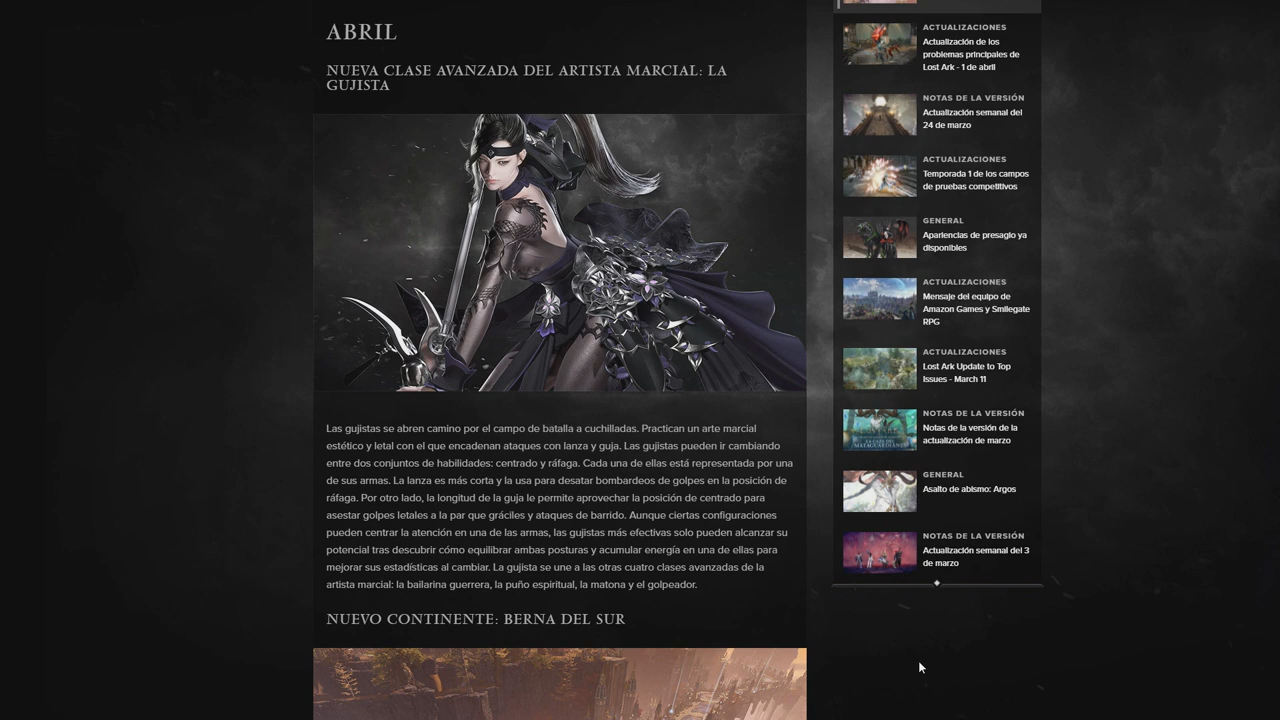 ABRIL
NUEVA CLASE AVANZADA DEL ARTISTA MARCIAL: LA
GUJISTA
Las gujistas se abren camino por el campo de batalla a cuchilladas. Practican un arte marcial
estético y letal con el que encadenan ataques con lanza y guja. Las gujistas pueden ir cambiando
entre dos conjuntos de habilidades: centrado y ráfaga. Cada una de ellas está representada por una
de sus armas. La lanza es más corta y la usa para desatar bombardeos de golpes en la posición de
ráfaga. Por otro lado, la longitud de la guja le permite aprovechar la posición de centrado para
asestar golpes letales a la par que gráciles y ataques de barrido. Aunque ciertas configuraciones
pueden centrar la atención en una de las armas, las gujistas más efectivas solo pueden alcanzar su
potencial tras descubrir cómo equilibrar ambas posturas y acumular energía en una de ellas para
mejorar sus estadísticas al cambiar. La gujista se une a las otras cuatro clases avanzadas de la
artista marcial: la bailarina guerrera, la puño espiritual, la matona y el golpeador.
NUEVO CONTINENTE: BERNA DEL SUR
ACTUALIZACIONES
Actualización de los
problemas principales de
Lost Ark - 1 de abril
NOTAS DE LA VERSIÓN
Actualización semanal del
24 de marzo
ACTUALIZACIONES
Temporada 1 de los campos
de pruebas competitivos
GENERAL
Apariencias de presagio ya
disponibles
ACTUALIZACIONES
Mensaje del equipo de
Amazon Games y Smilegate
RPG
ACTUALIZACIONES
Lost Ark Update to Top
Issues - March 11
NOTAS DE LA VERSIÓN
Notas de la versión de la
actualización de marzo
GENERAL
Asalto de abismo: Argos
NOTAS DE LA VERSIÓN
Actualización semanal del 3
de marzo